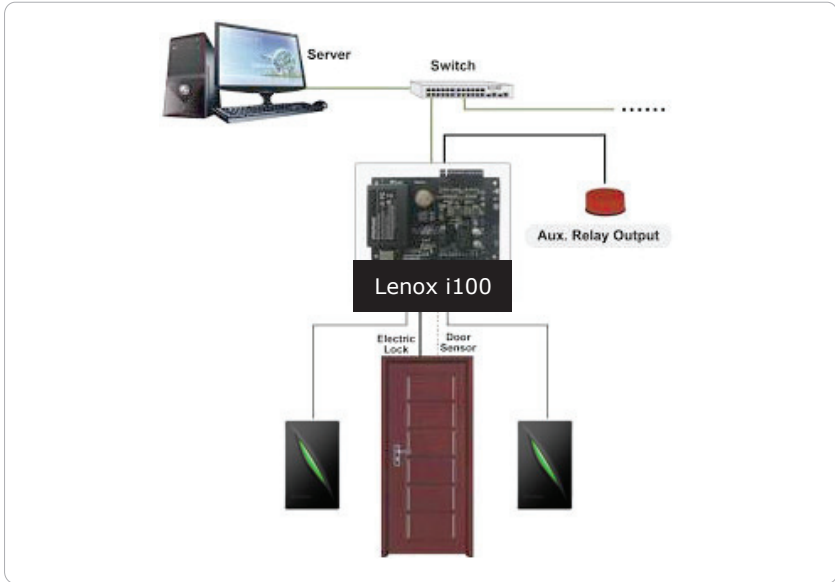 Server
Switch
Aux. Relay Output
Lenox i100
Electric
Lock
Door
Sensor